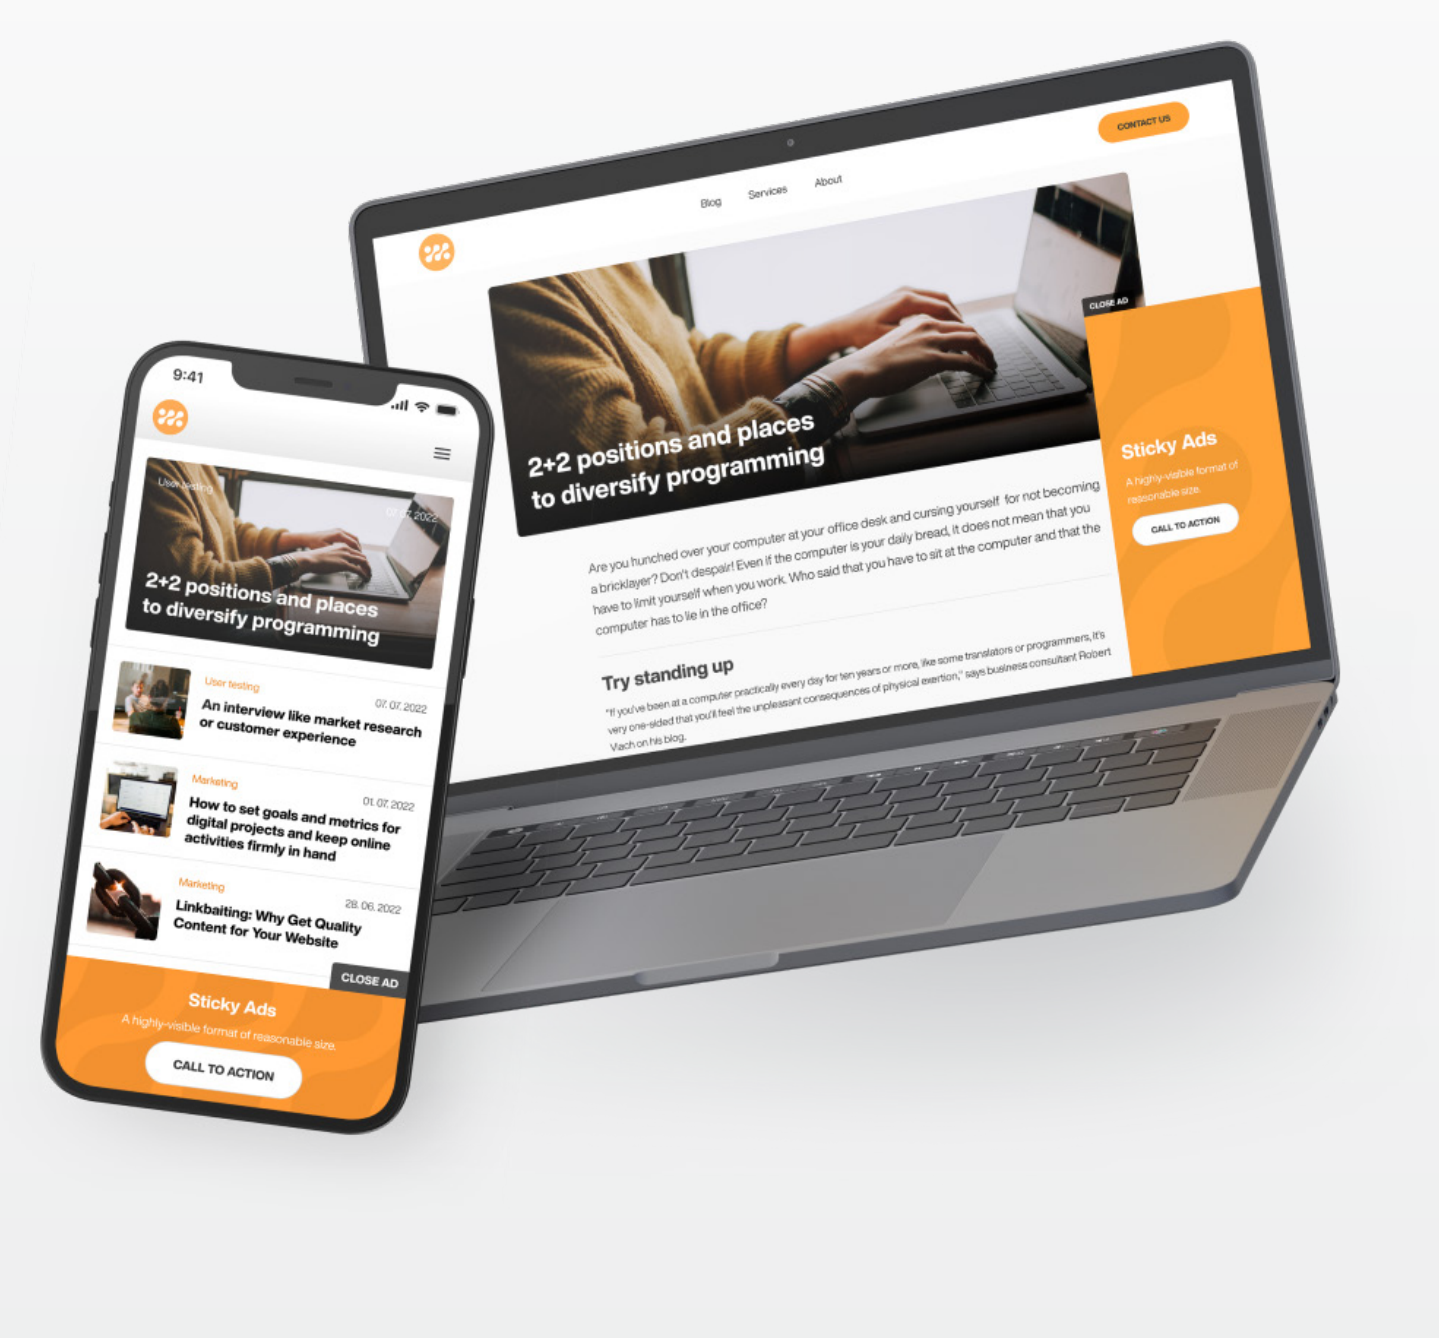 CONTACT US
Blog
Services
About
CLOSE AD
2+2 positions and places
to diversify programming
Sticky Ads
A highly-visible format of
reasonable size.
CALL TO ACTION
Are you hunched over your computer at your office desk and cursing yourself for not becoming
a bricklayer? Don't despair! Even if the computer is your daily bread, it does not mean that you
have to limit yourself when you work. Who said that you have to sit at the computer and that the
computer has to lie in the office?
Try standing up
"If you've been at a computer practically every day for ten years or more, like some translators or programmers, it's
very one-sided that you'll feel the unpleasant consequences of physical exertion," says business consultant Robert
Vlach on his blog.
9:41
User testing
07. 07. 2022
2+2 positions and places
to diversify programming
User testing
07. 07. 2022
An interview like market research
or customer experience
Marketing
01. 07. 2022
How to set goals and metrics for
digital projects and keep online
activities firmly in hand
Marketing
28. 06. 2022
Linkbaiting: Why Get Quality
Content for Your Website
CLOSE AD
Sticky Ads
A highly-visible format of reasonable size.
CALL TO ACTION